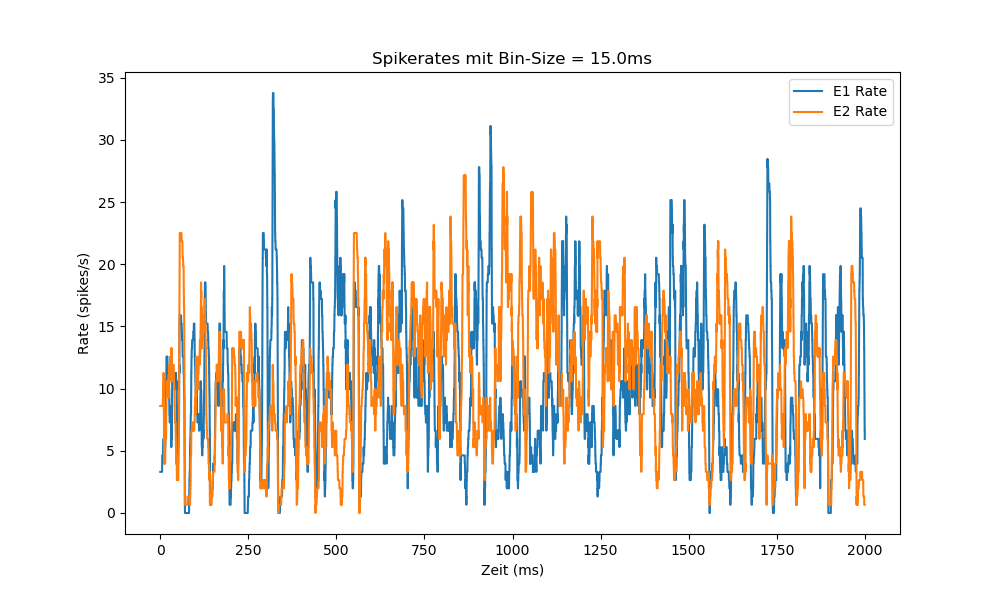 Spikerates mit Bin-Size = 15.0ms
E1 Rate
E2 Rate
Rate (spikes/s)
35
30
25
20
15
10
5
0
0 250 500 750 1000 1250 1500 1750 2000
Zeit (ms)